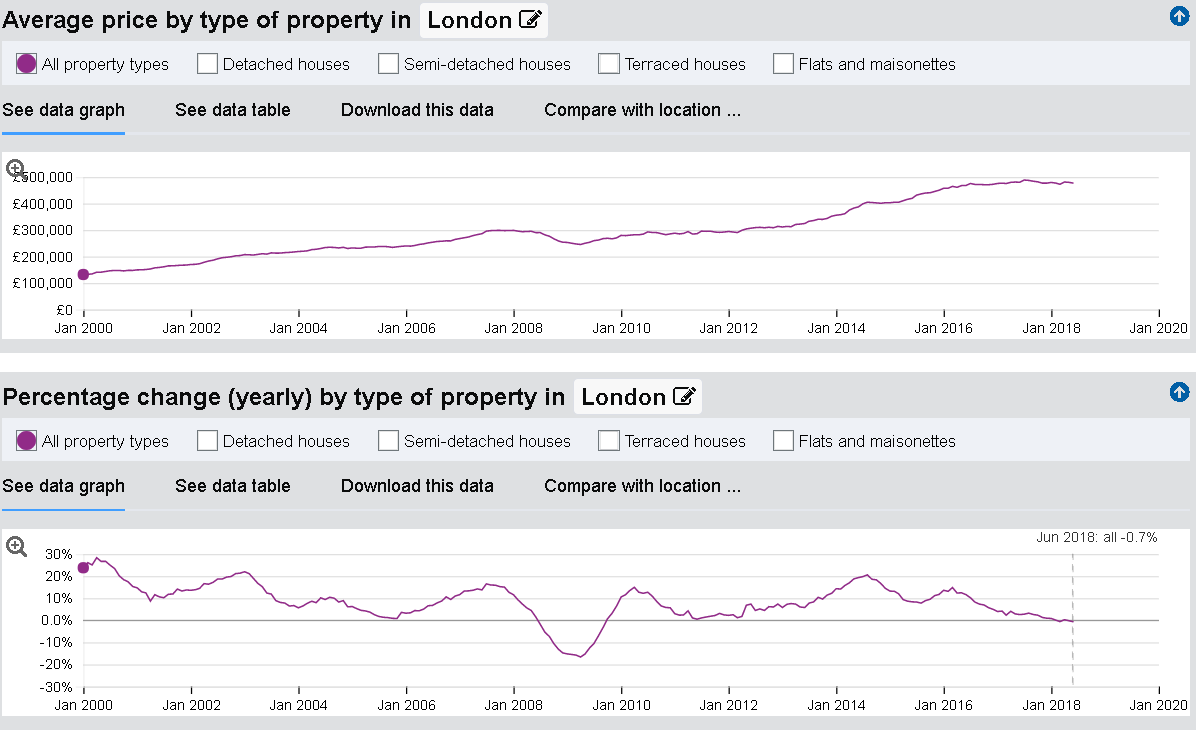 Average price by type of property in London
All property types Detached houses Semi-detached houses Terraced houses Flats and maisonettes
See data graph See data table Download this data Compare with location ...
£500,000
£400,000
£300,000
£200,000
£100,000
£0
Jan 2000 Jan 2002 Jan 2004 Jan 2006 Jan 2008 Jan 2010 Jan 2012 Jan 2014 Jan 2016 Jan 2018 Jan 2020
Percentage change (yearly) by type of property in London
All property types Detached houses Semi-detached houses Terraced houses Flats and maisonettes
See data graph See data table Download this data Compare with location ...
Jun 2018: all -0.7%
30%
20%
10%
0.0%
-10%
-20%
-30%
Jan 2000 Jan 2002 Jan 2004 Jan 2006 Jan 2008 Jan 2010 Jan 2012 Jan 2014 Jan 2016 Jan 2018 Jan 2020